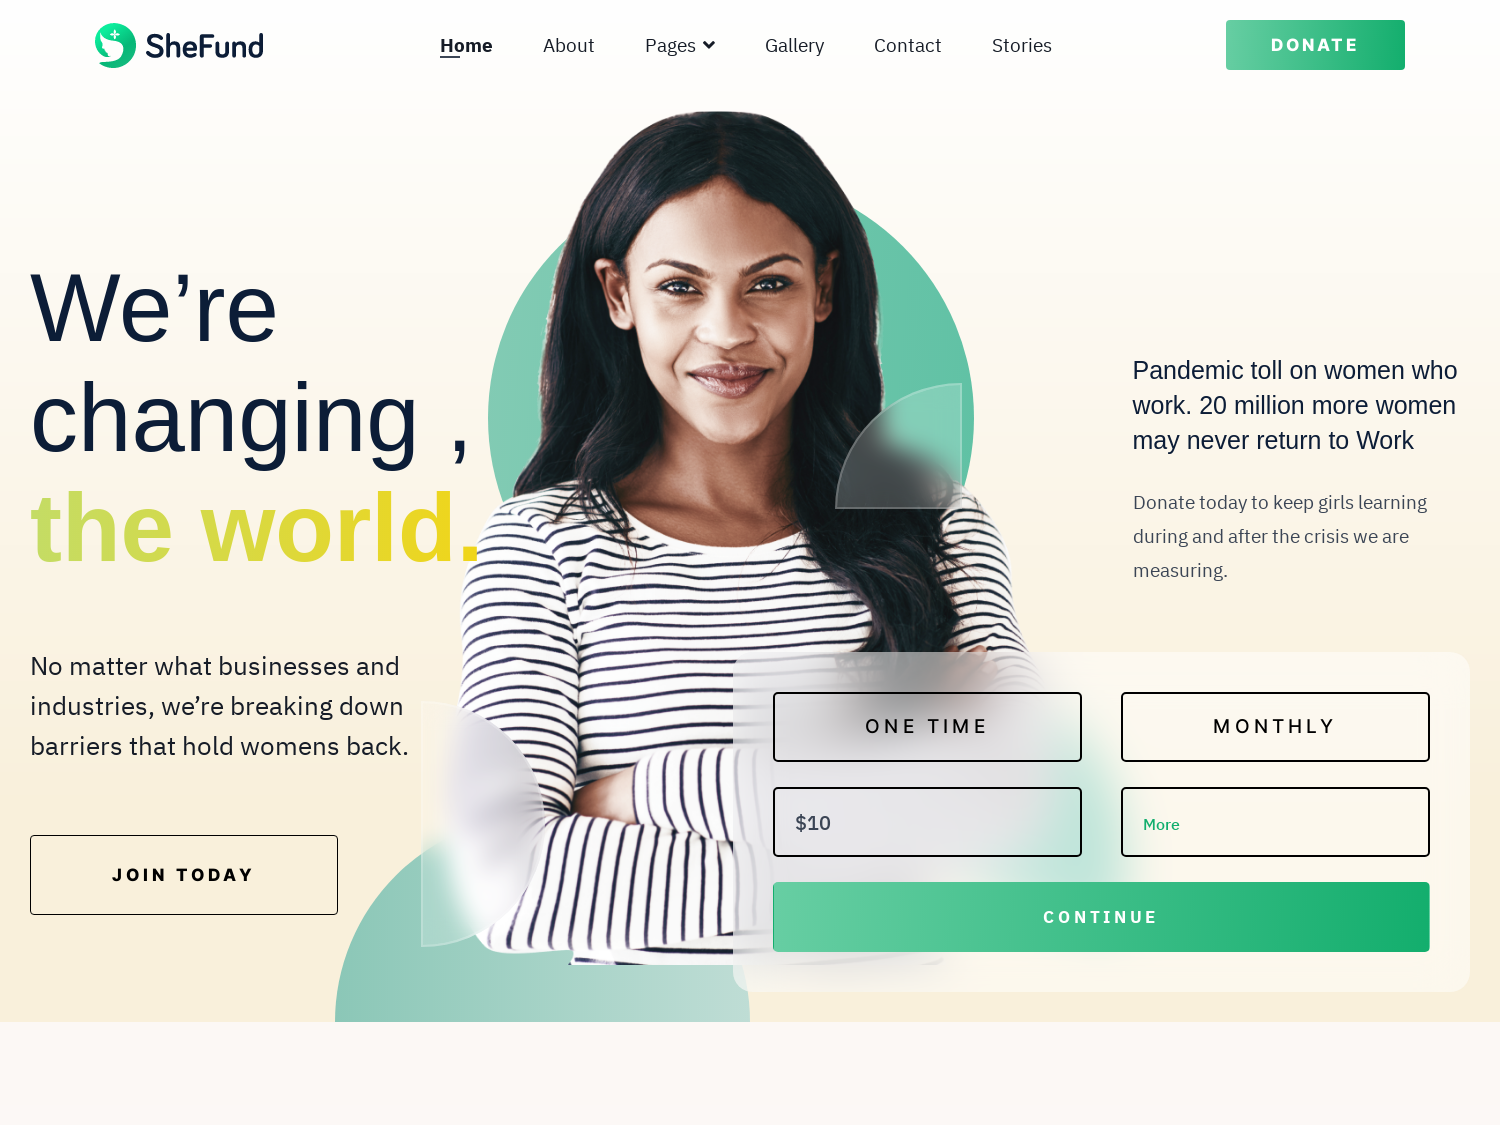 SheFund
Home
About
Pages
Gallery
Contact
Stories
DONATE
We’re
changing ,
the world.
Pandemic toll on women who
work. 20 million more women
may never return to Work
Donate today to keep girls learning
during and after the crisis we are
measuring.
No matter what businesses and
industries, we’re breaking down
barriers that hold womens back.
JOIN TODAY
ONE TIME
MONTHLY
$10
More
CONTINUE